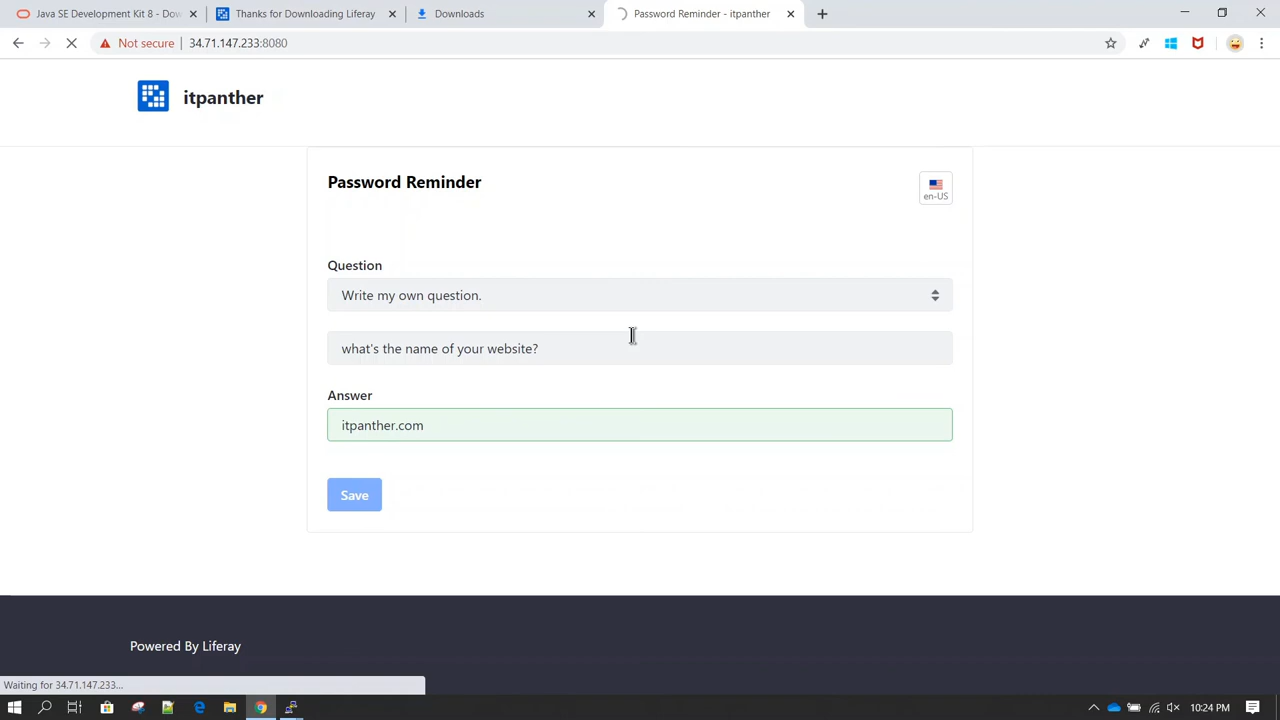 Java SE Development Kit 8 - Dow
Thanks for Downloading Liferay
Downloads
Password Reminder - itpanther
Not secure
34.71.147.233:8080
itpanther
Password Reminder
en-US
Question
Write my own question.
what's the name of your website?
Answer
itpanther.com
Save
Powered By Liferay
Waiting for 34.71.147.233...
10:24 PM